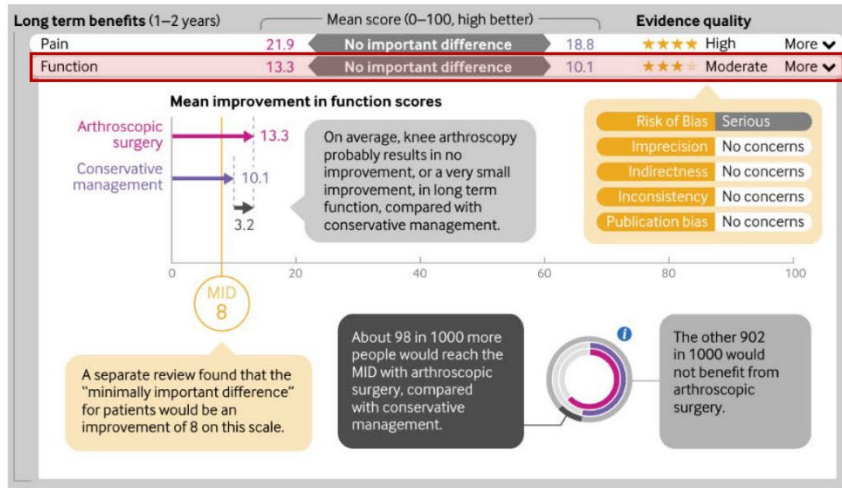 Long term benefits (1–2 years) Mean score (0–100, high better) Evidence quality
Pain 21.9 No important difference 18.8 ★★★★ High More
Function 13.3 No important difference 10.1 ★★★★ Moderate More
Mean improvement in function scores
Arthroscopic
surgery
13.3
Conservative
management
10.1
3.2
On average, knee arthroscopy
probably results in no
improvement, or a very small
improvement, in long term
function, compared with
conservative management.
Risk of Bias Serious
Imprecision No concerns
Indirectness No concerns
Inconsistency No concerns
Publication bias No concerns
0 20 40 60 80 100
MID
8
A separate review found that the
"minimally important difference"
for patients would be an
improvement of 8 on this scale.
About 98 in 1000 more
people would reach the
MID with arthroscopic
surgery, compared
with conservative
management.
i
The other 902
in 1000 would
not benefit from
arthroscopic
surgery.